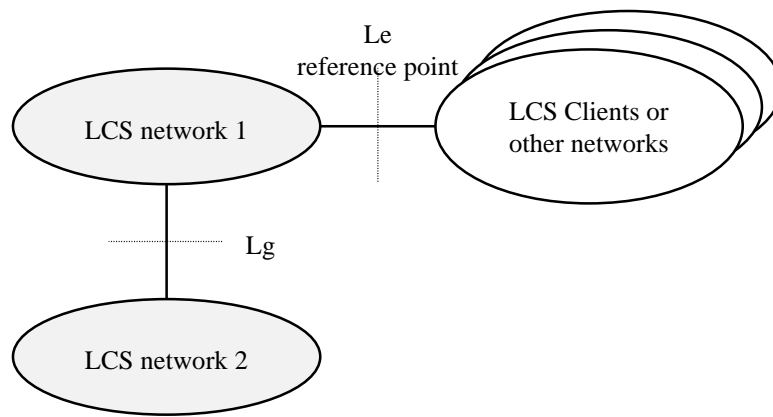 Le
reference point
LCS network 1
LCS Clients or
other networks
Lg
LCS network 2